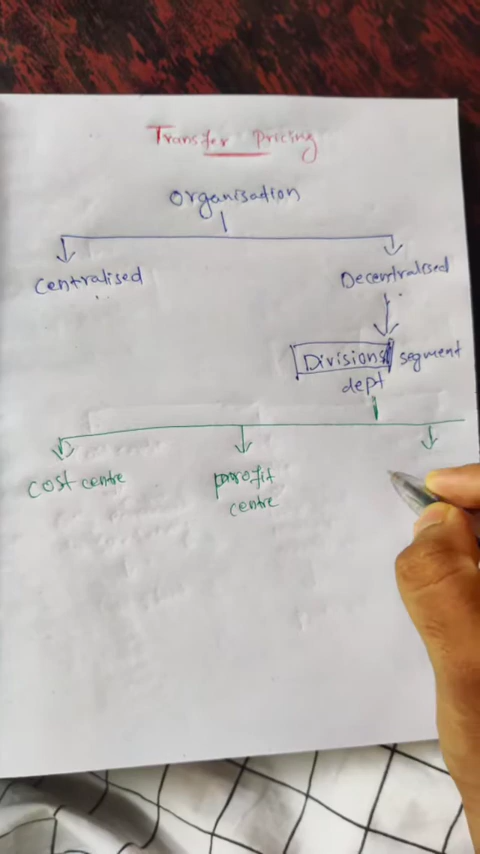 Transfer Pricing
Organisation
Centralised
Decentralised
Divisions/ segment
dept
cost centre
profit
centre